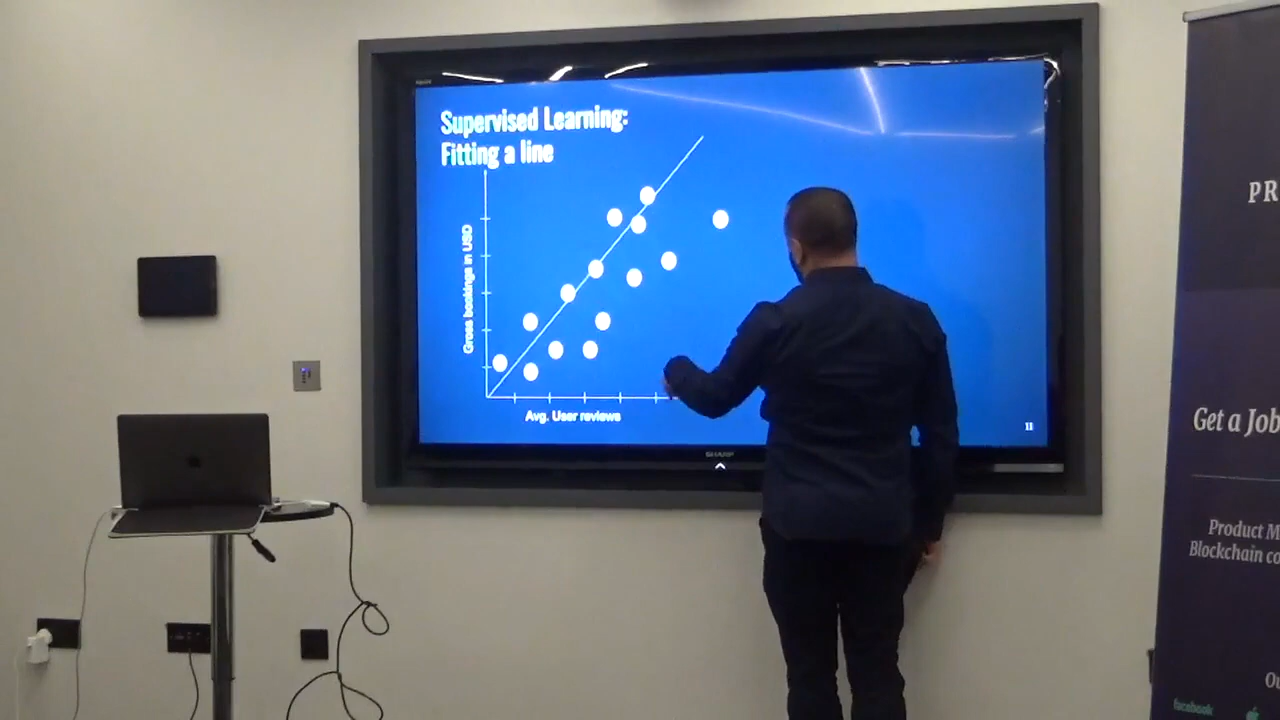 Supervised Learning:
Fitting a line
Gross bookings in USD
Avg. User reviews
11
SHARP
PR
Get a Job
Product M
Blockchain co
facebook